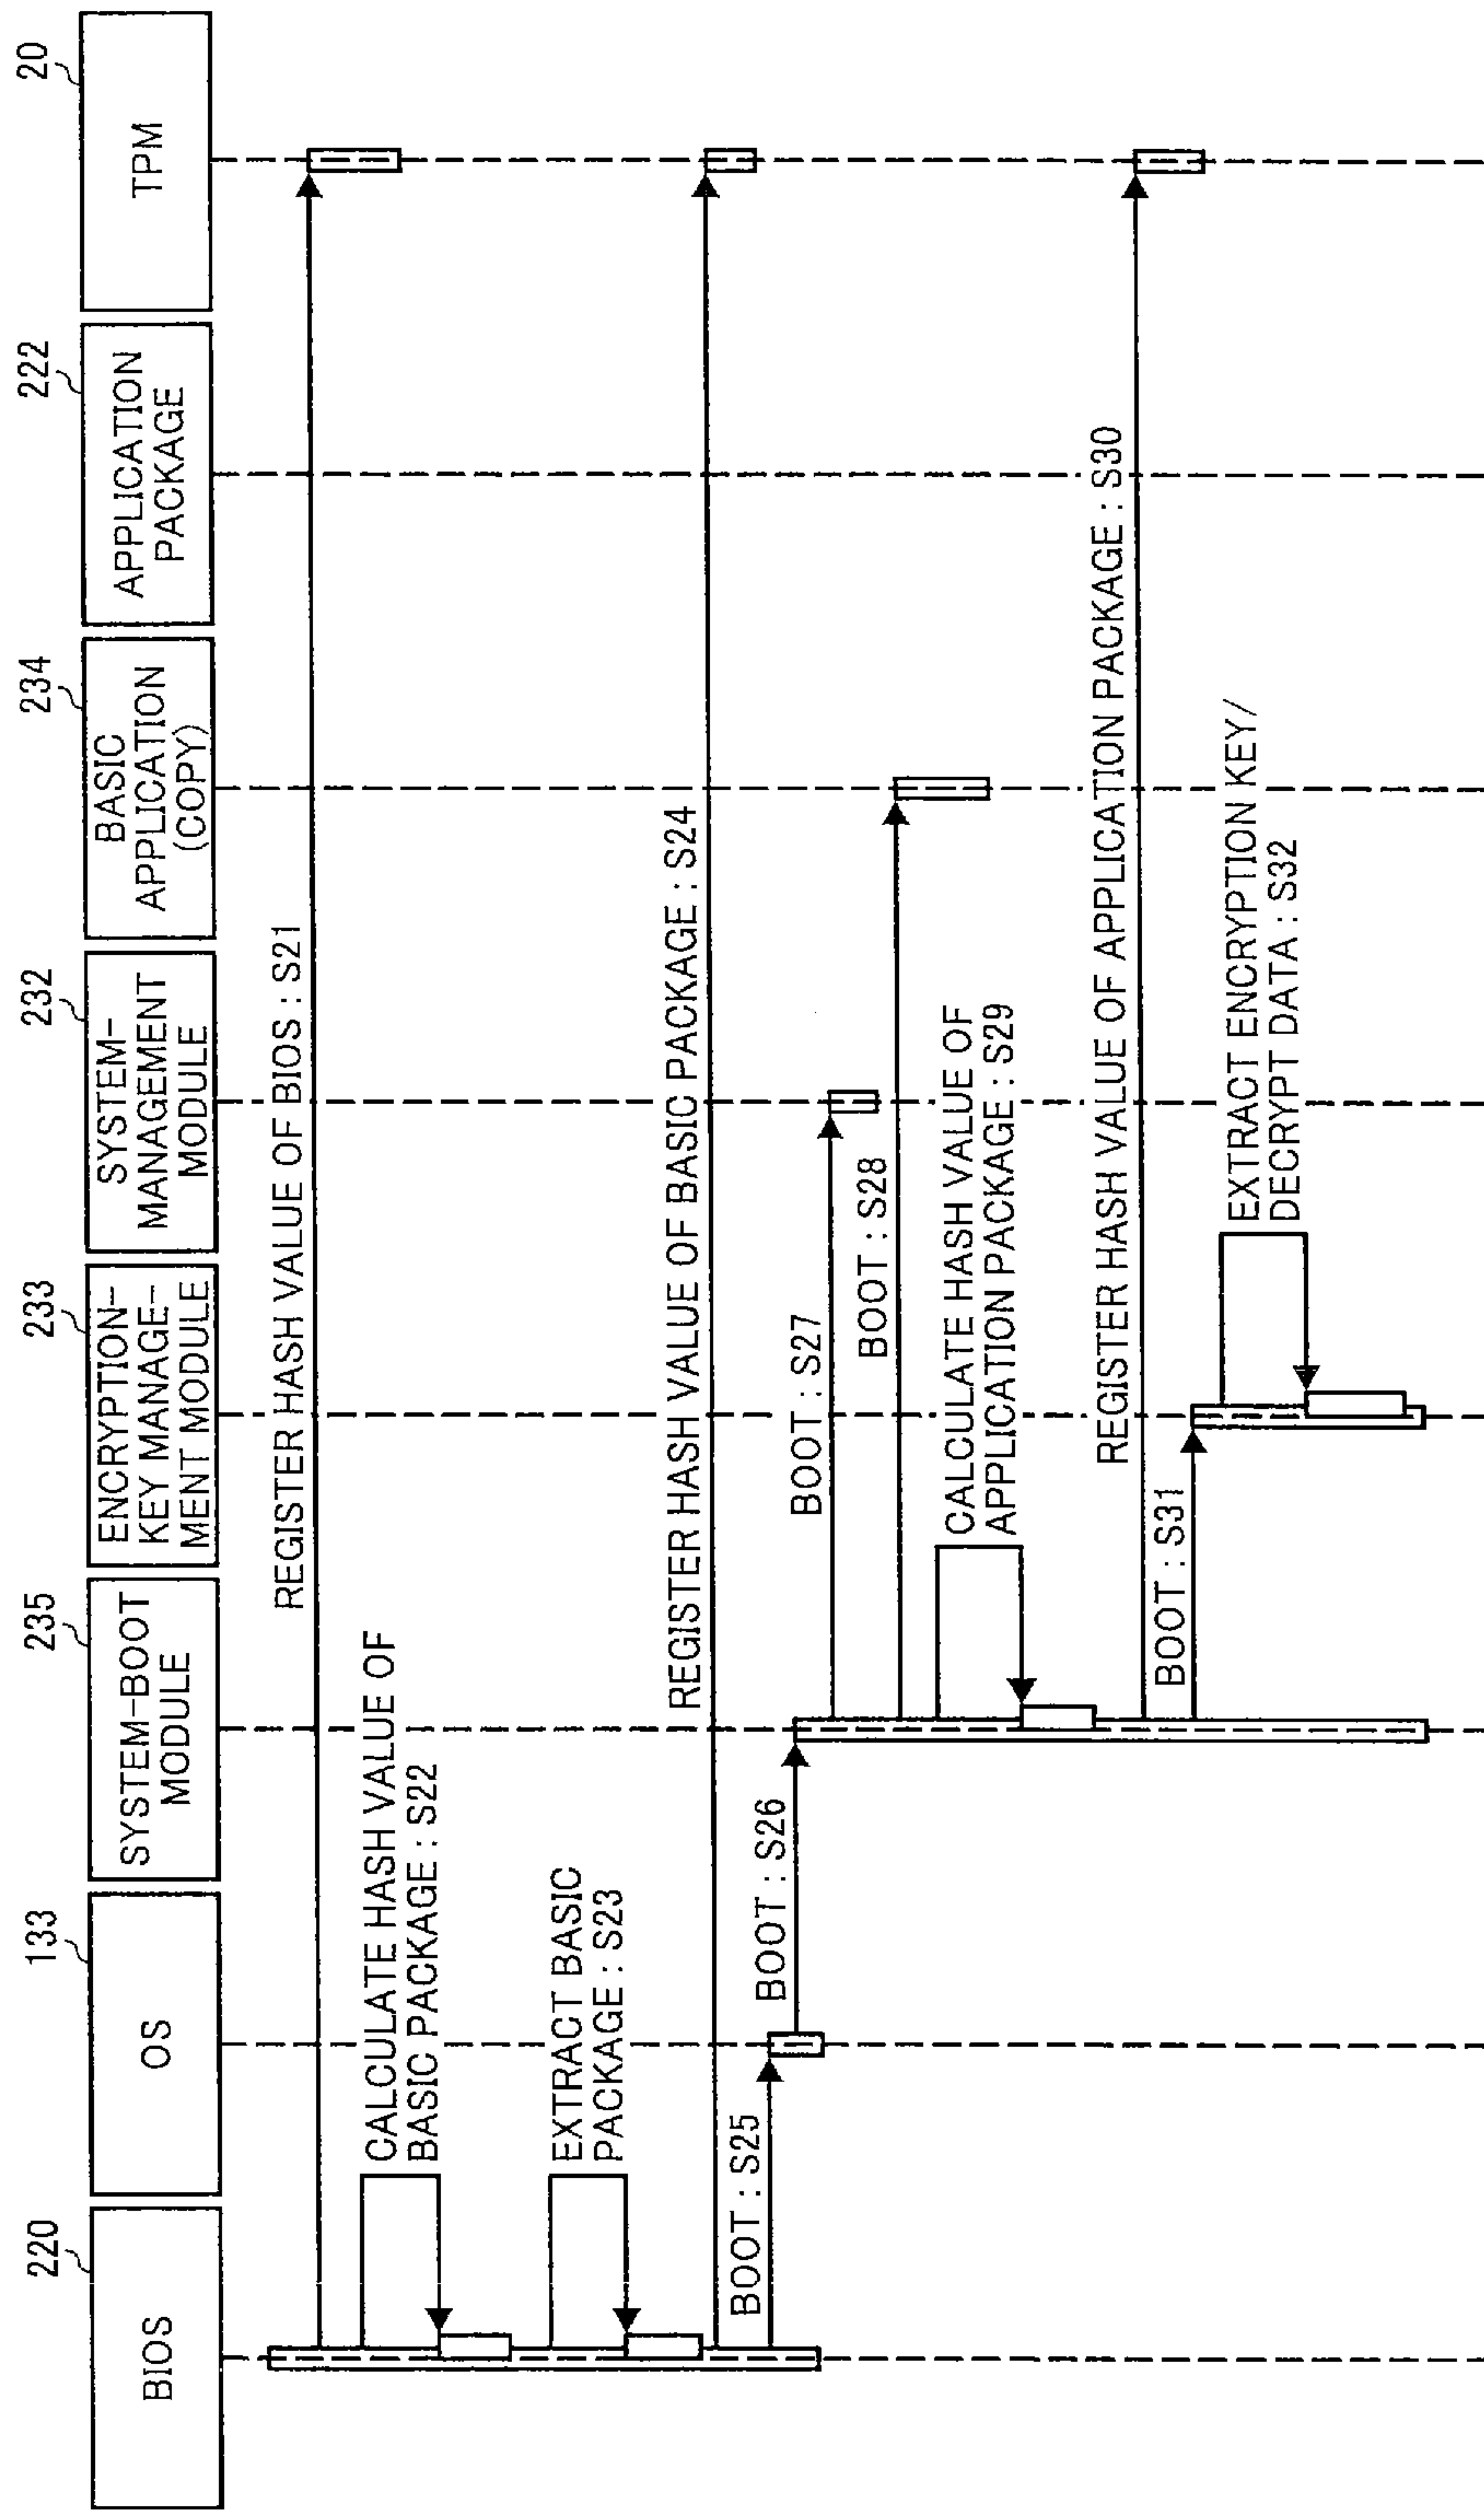 220
BIOS
133
OS
235
SYSTEM-BOOT
MODULE
233
ENCRYPTION-
KEY MANAGE-
MENT MODULE
232
SYSTEM-
MANAGEMENT
MODULE
234
BASIC
APPLICATION
(COPY)
222
APPLICATION
PACKAGE
20
TPM
REGISTER HASH VALUE OF BIOS : S21
CALCULATE HASH VALUE OF
BASIC PACKAGE : S22
EXTRACT BASIC
PACKAGE : S23
REGISTER HASH VALUE OF BASIC PACKAGE : S24
BOOT : S25
BOOT : S26
BOOT : S27
BOOT : S28
CALCULATE HASH VALUE OF
APPLICATION PACKAGE : S29
REGISTER HASH VALUE OF APPLICATION PACKAGE : S30
BOOT : S31
EXTRACT ENCRYPTION KEY/
DECRYPT DATA : S32